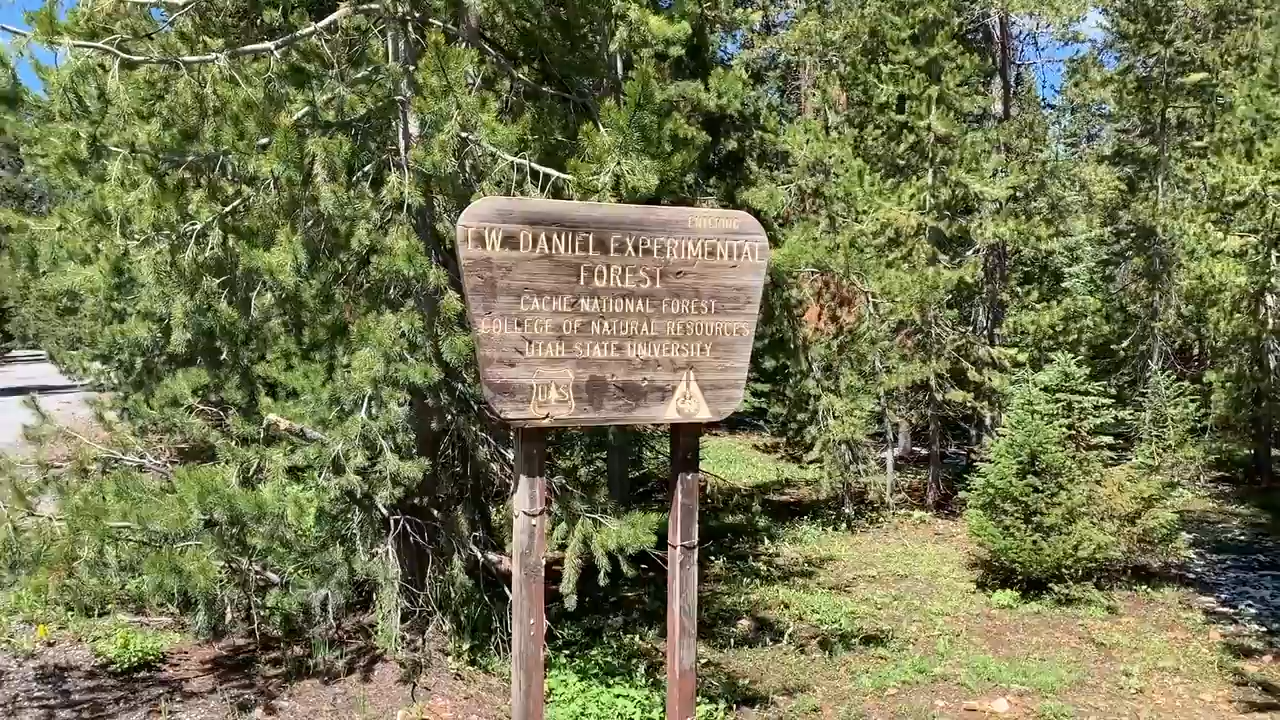 ENTERING
T.W. DANIEL EXPERIMENTAL
FOREST
CACHE NATIONAL FOREST
COLLEGE OF NATURAL RESOURCES
UTAH STATE UNIVERSITY
U S